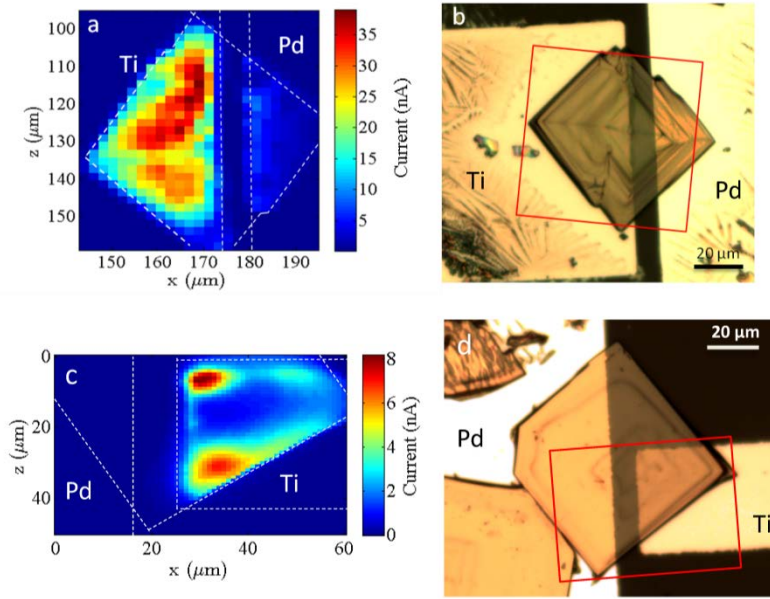 a
Ti
Pd
100
110
120
130
140
150
z (μm)
150 160 170 180 190
x (μm)
35
30
25
20
15
10
5
Current (nA)
b
Ti
Pd
20 μm
c
Pd
Ti
0
20
40
z (μm)
0 20 40 60
x (μm)
8
6
4
2
0
Current (nA)
d
20 μm
Pd
Ti